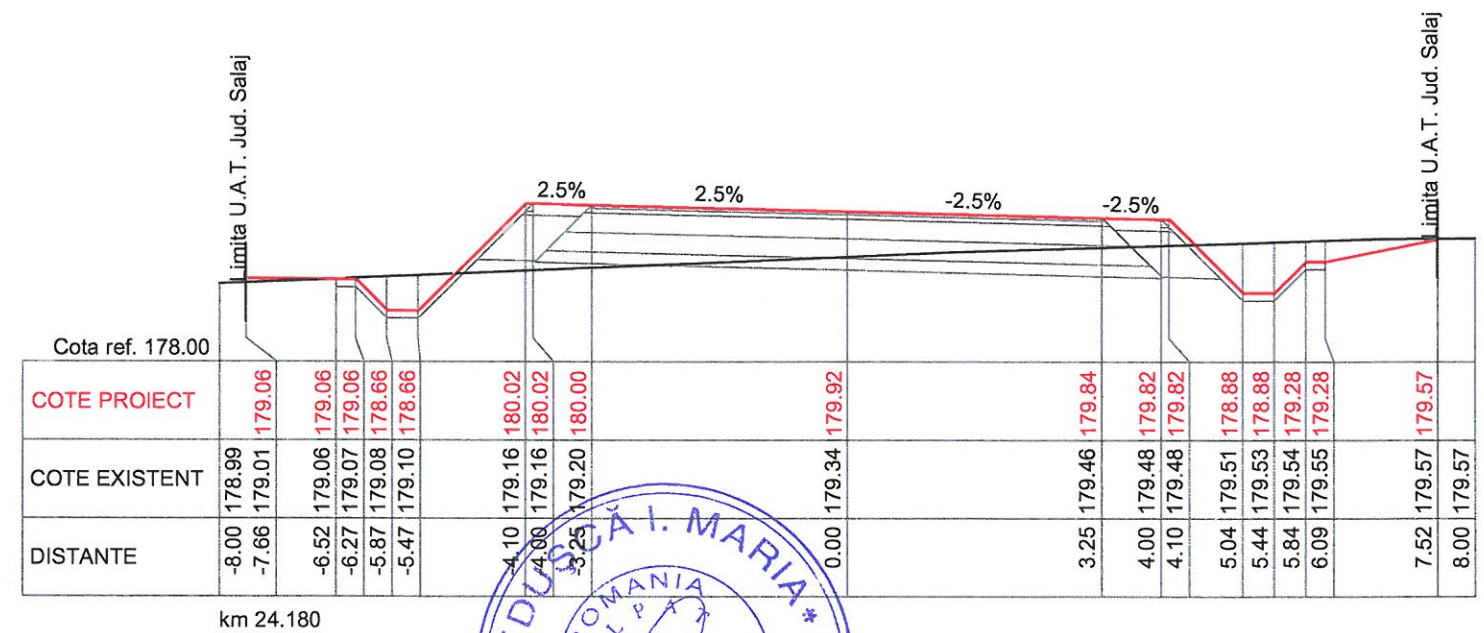 Limita U.A.T. Jud. Salaj
Limita U.A.T. Jud. Salaj
2.5% 2.5% -2.5% -2.5%
Cota ref. 178.00
COTE PROIECT 179.06 179.06 179.06 178.66 178.66 180.02 180.02 180.00 179.92 179.84 179.82 179.82 178.88 178.88 179.28 179.28 179.57
COTE EXISTENT 178.99 179.01 179.06 179.07 179.08 179.10 179.16 179.16 179.20 179.34 179.46 179.48 179.48 179.51 179.53 179.54 179.55 179.57 179.57
DISTANTE -8.00 -7.66 -6.52 -6.27 -5.87 -5.47 -4.10 -4.00 -3.25 0.00 3.25 4.00 4.10 5.04 5.44 5.84 6.09 7.52 8.00
km 24.180
DUȘCĂ I. MARIA*
ROMANIA